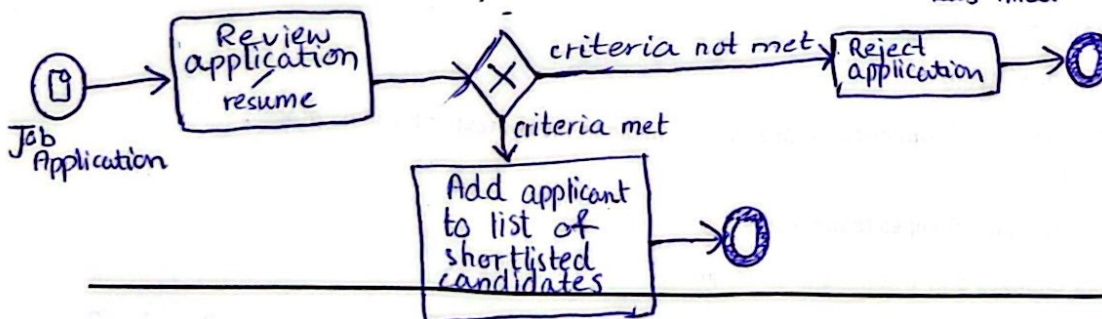 Review
application
/
resume
criteria not met
Reject
application
Job
Application
criteria met
Add applicant
to list of
shortlisted
candidates